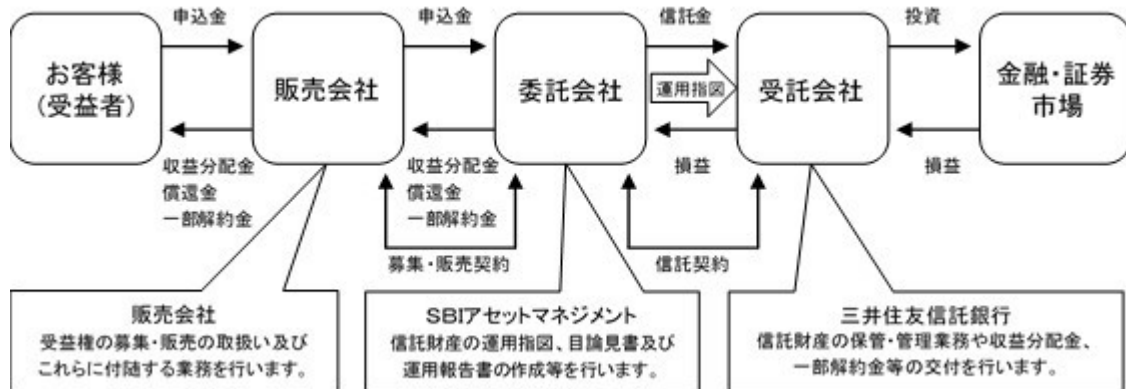 申込金
申込金
信託金
投資
お客様
(受益者)
販売会社
委託会社
運用指図
受託会社
金融・証券
市場
収益分配金
償還金
一部解約金
収益分配金
償還金
一部解約金
損益
損益
募集・販売契約
信託契約
販売会社
受益権の募集・販売の取扱い及び
これらに付随する業務を行います。
SBIアセットマネジメント
信託財産の運用指図、目論見書及び
運用報告書の作成等を行います。
三井住友信託銀行
信託財産の保管・管理業務や収益分配金、
一部解約金等の交付を行います。